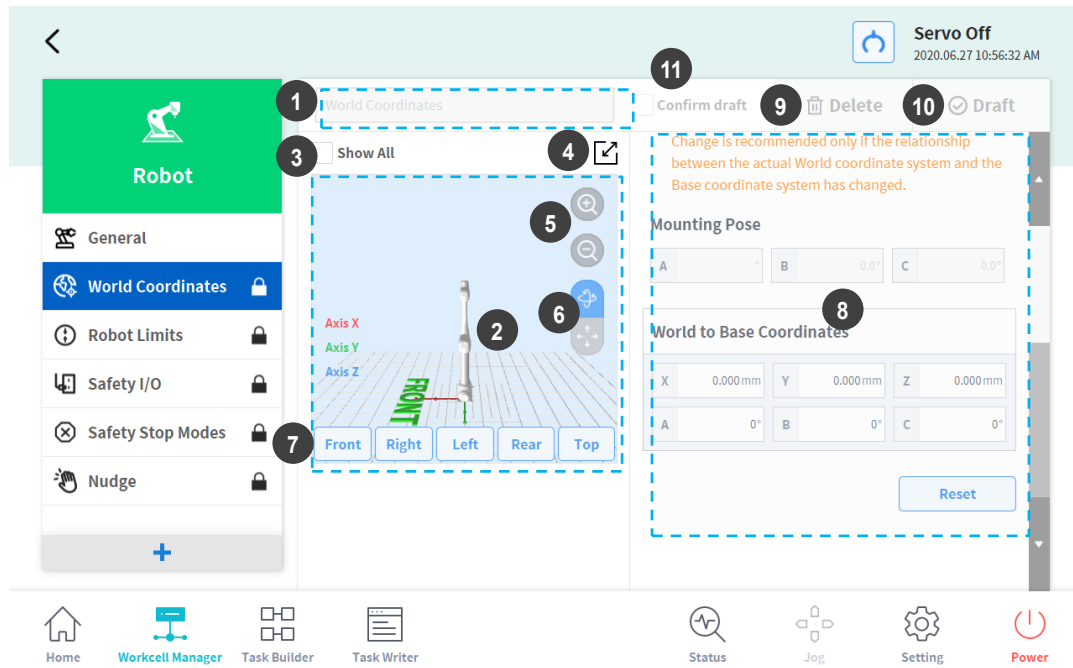 Servo Off
2020.06.27 10:56:32 AM
11
1
World Coordinates
Confirm draft
9
Delete
10
Draft
3
Show All
4
Robot
Change is recommended only if the relationship
between the actual World coordinate system and the
Base coordinate system has changed.
5
Mounting Pose
A
°
B
0.0°
C
0.0°
General
World Coordinates
Robot Limits
Safety I/O
Safety Stop Modes
Nudge
+
6
2
8
Axis X
Axis Y
Axis Z
FRONT
World to Base Coordinates
X
0.000 mm
Y
0.000 mm
Z
0.000 mm
A
0°
B
0°
C
0°
7
Front
Right
Left
Rear
Top
Reset
Home
Workcell Manager
Task Builder
Task Writer
Status
Jog
Setting
Power